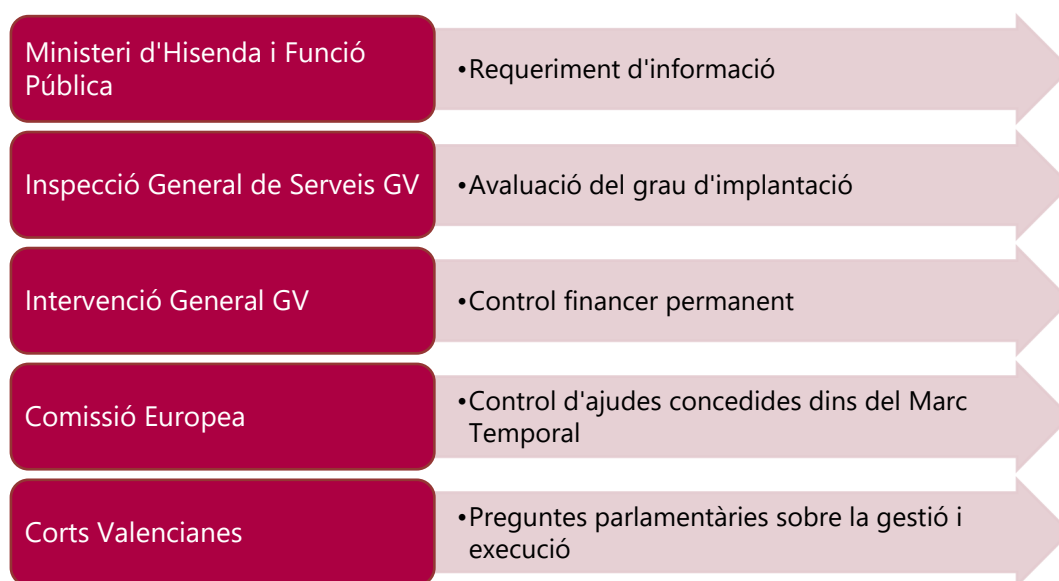 Ministeri d'Hisenda i Funció
Pública
•Requeriment d'informació
Inspecció General de Serveis GV
•Avaluació del grau d'implantació
Intervenció General GV
•Control financer permanent
Comissió Europea
•Control d'ajudes concedides dins del Marc
Temporal
Corts Valencianes
•Preguntes parlamentàries sobre la gestió i
execució